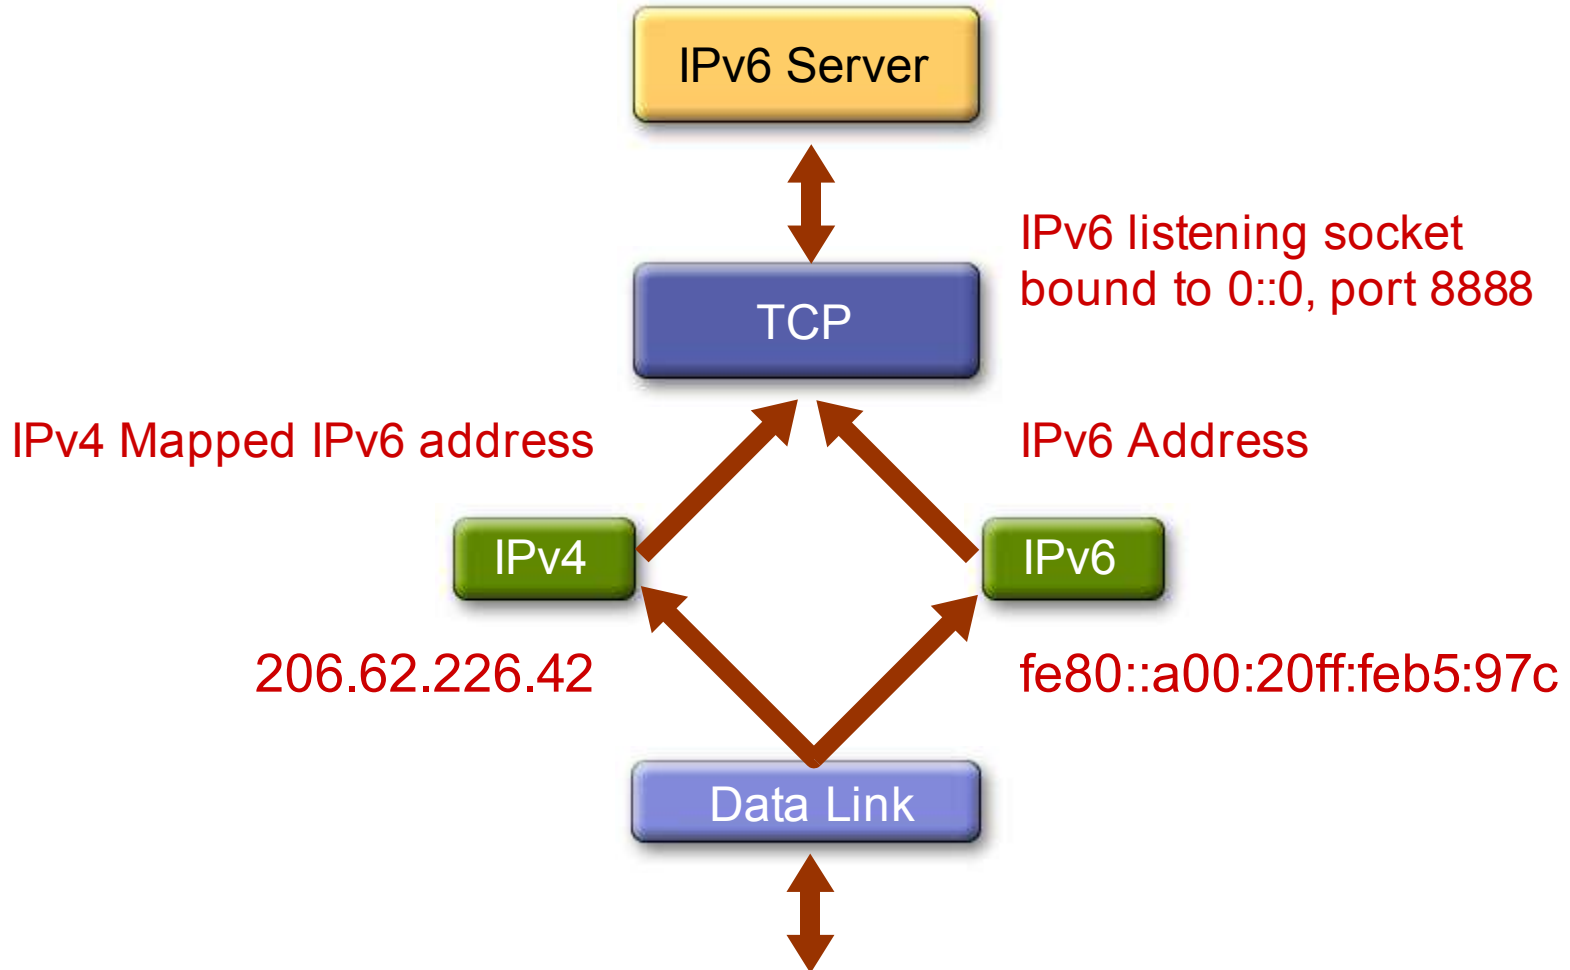 IPv6 Server
IPv6 listening socket
bound to 0::0, port 8888
TCP
IPv4 Mapped IPv6 address
IPv6 Address
IPv4
IPv6
206.62.226.42
fe80::a00:20ff:feb5:97c
Data Link